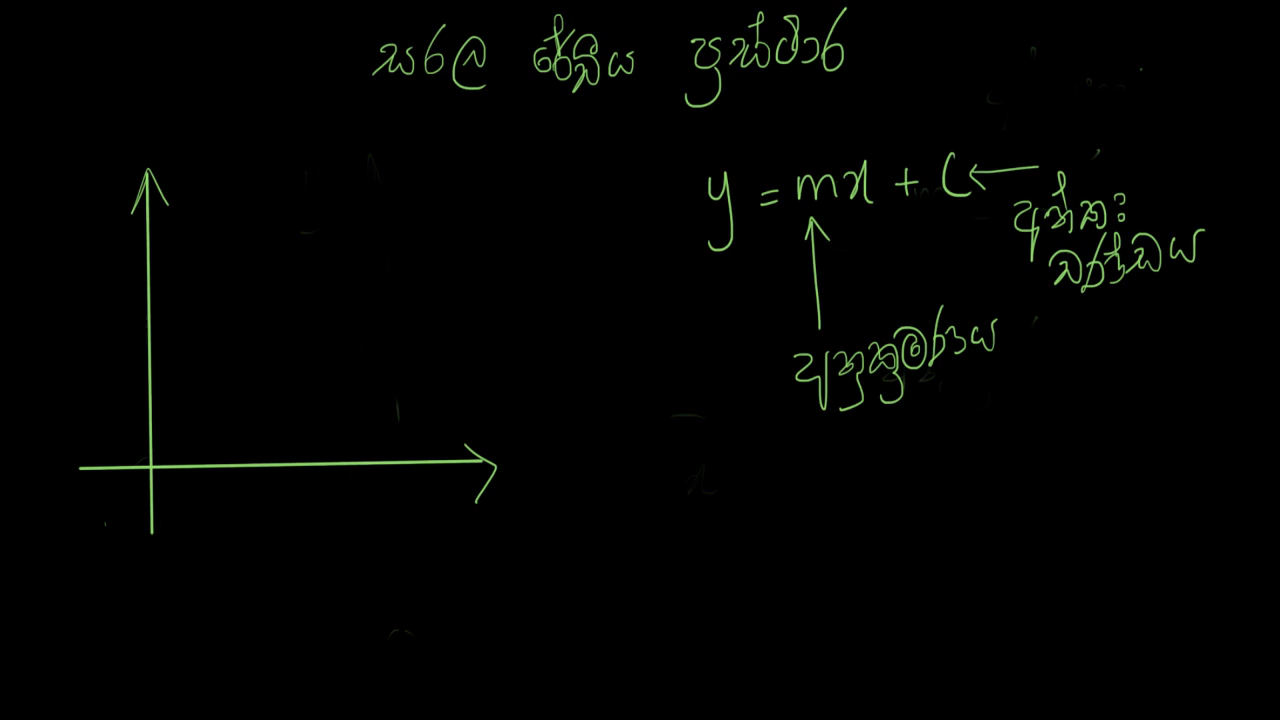 සරල රේඛීය ප්‍රස්ථාර
y = mx + C
අන්තඃ
ඛණ්ඩය
අනුක්‍රමණය